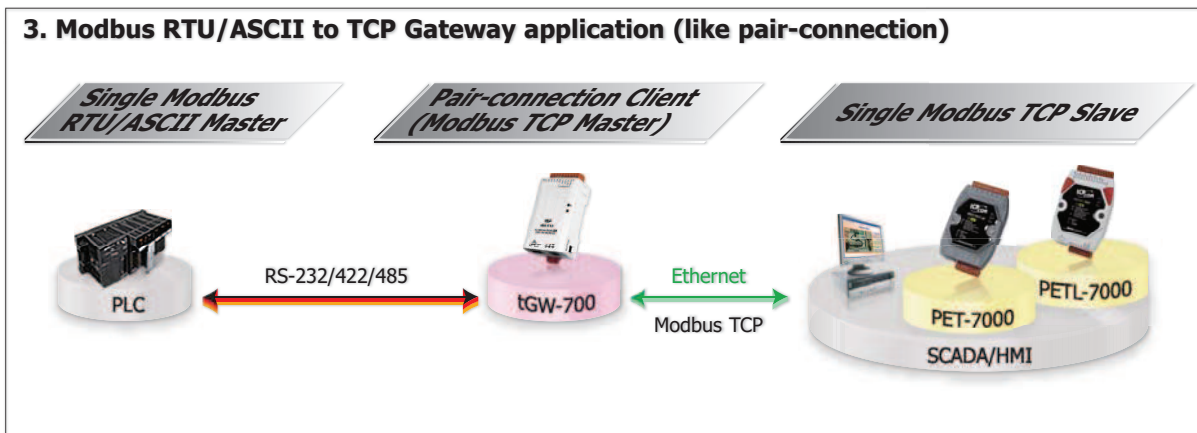 3. Modbus RTU/ASCII to TCP Gateway application (like pair-connection)
Single Modbus
RTU/ASCII Master
Pair-connection Client
(Modbus TCP Master)
Single Modbus TCP Slave
PLC
RS-232/422/485
tGW-700
Ethernet
Modbus TCP
PET-7000
PETL-7000
SCADA/HMI